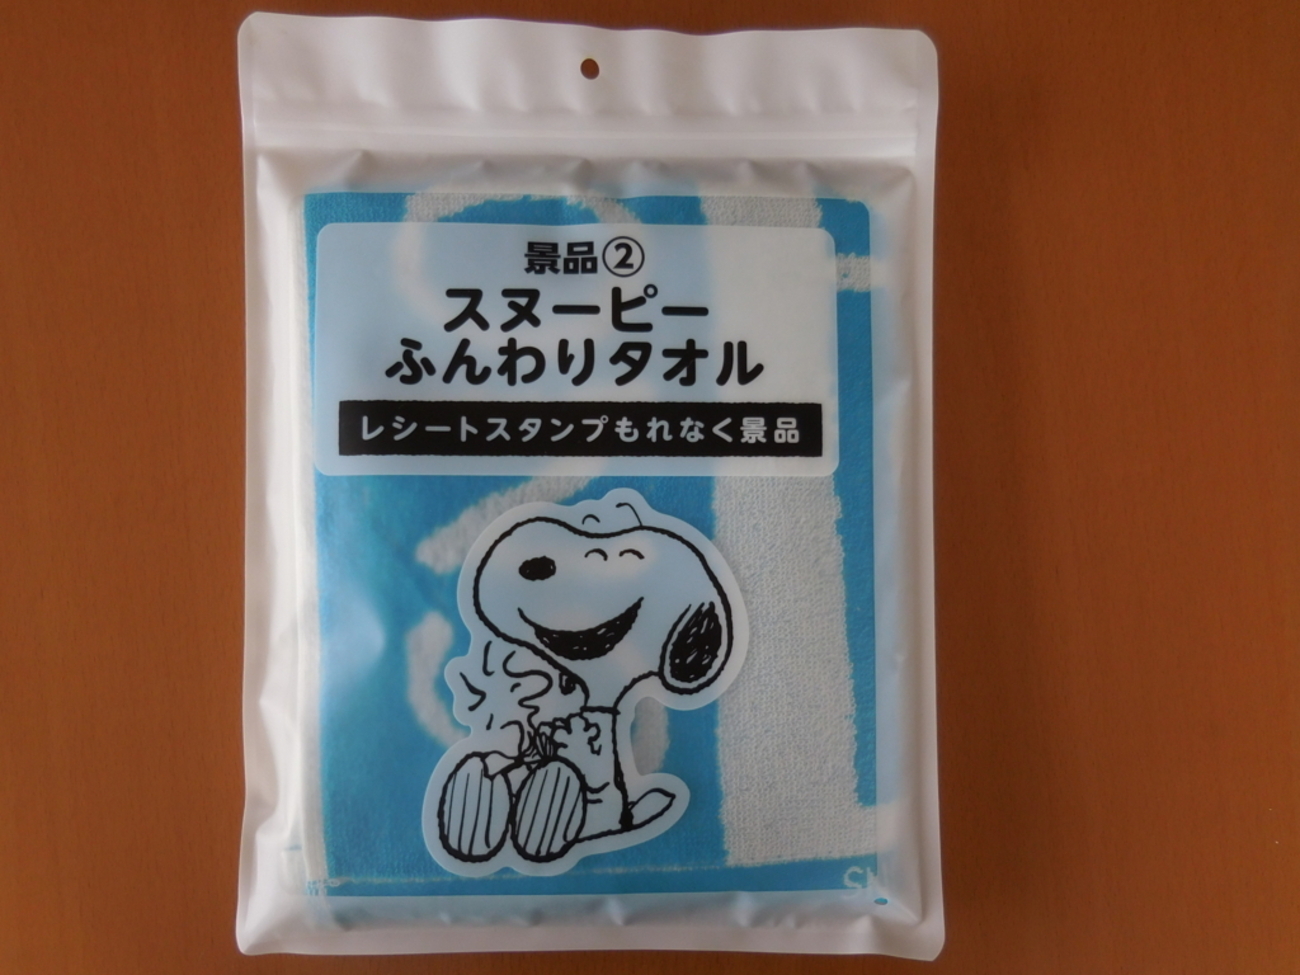 景品②
スヌーピー
ふんわりタオル
レシートスタンプもれなく景品